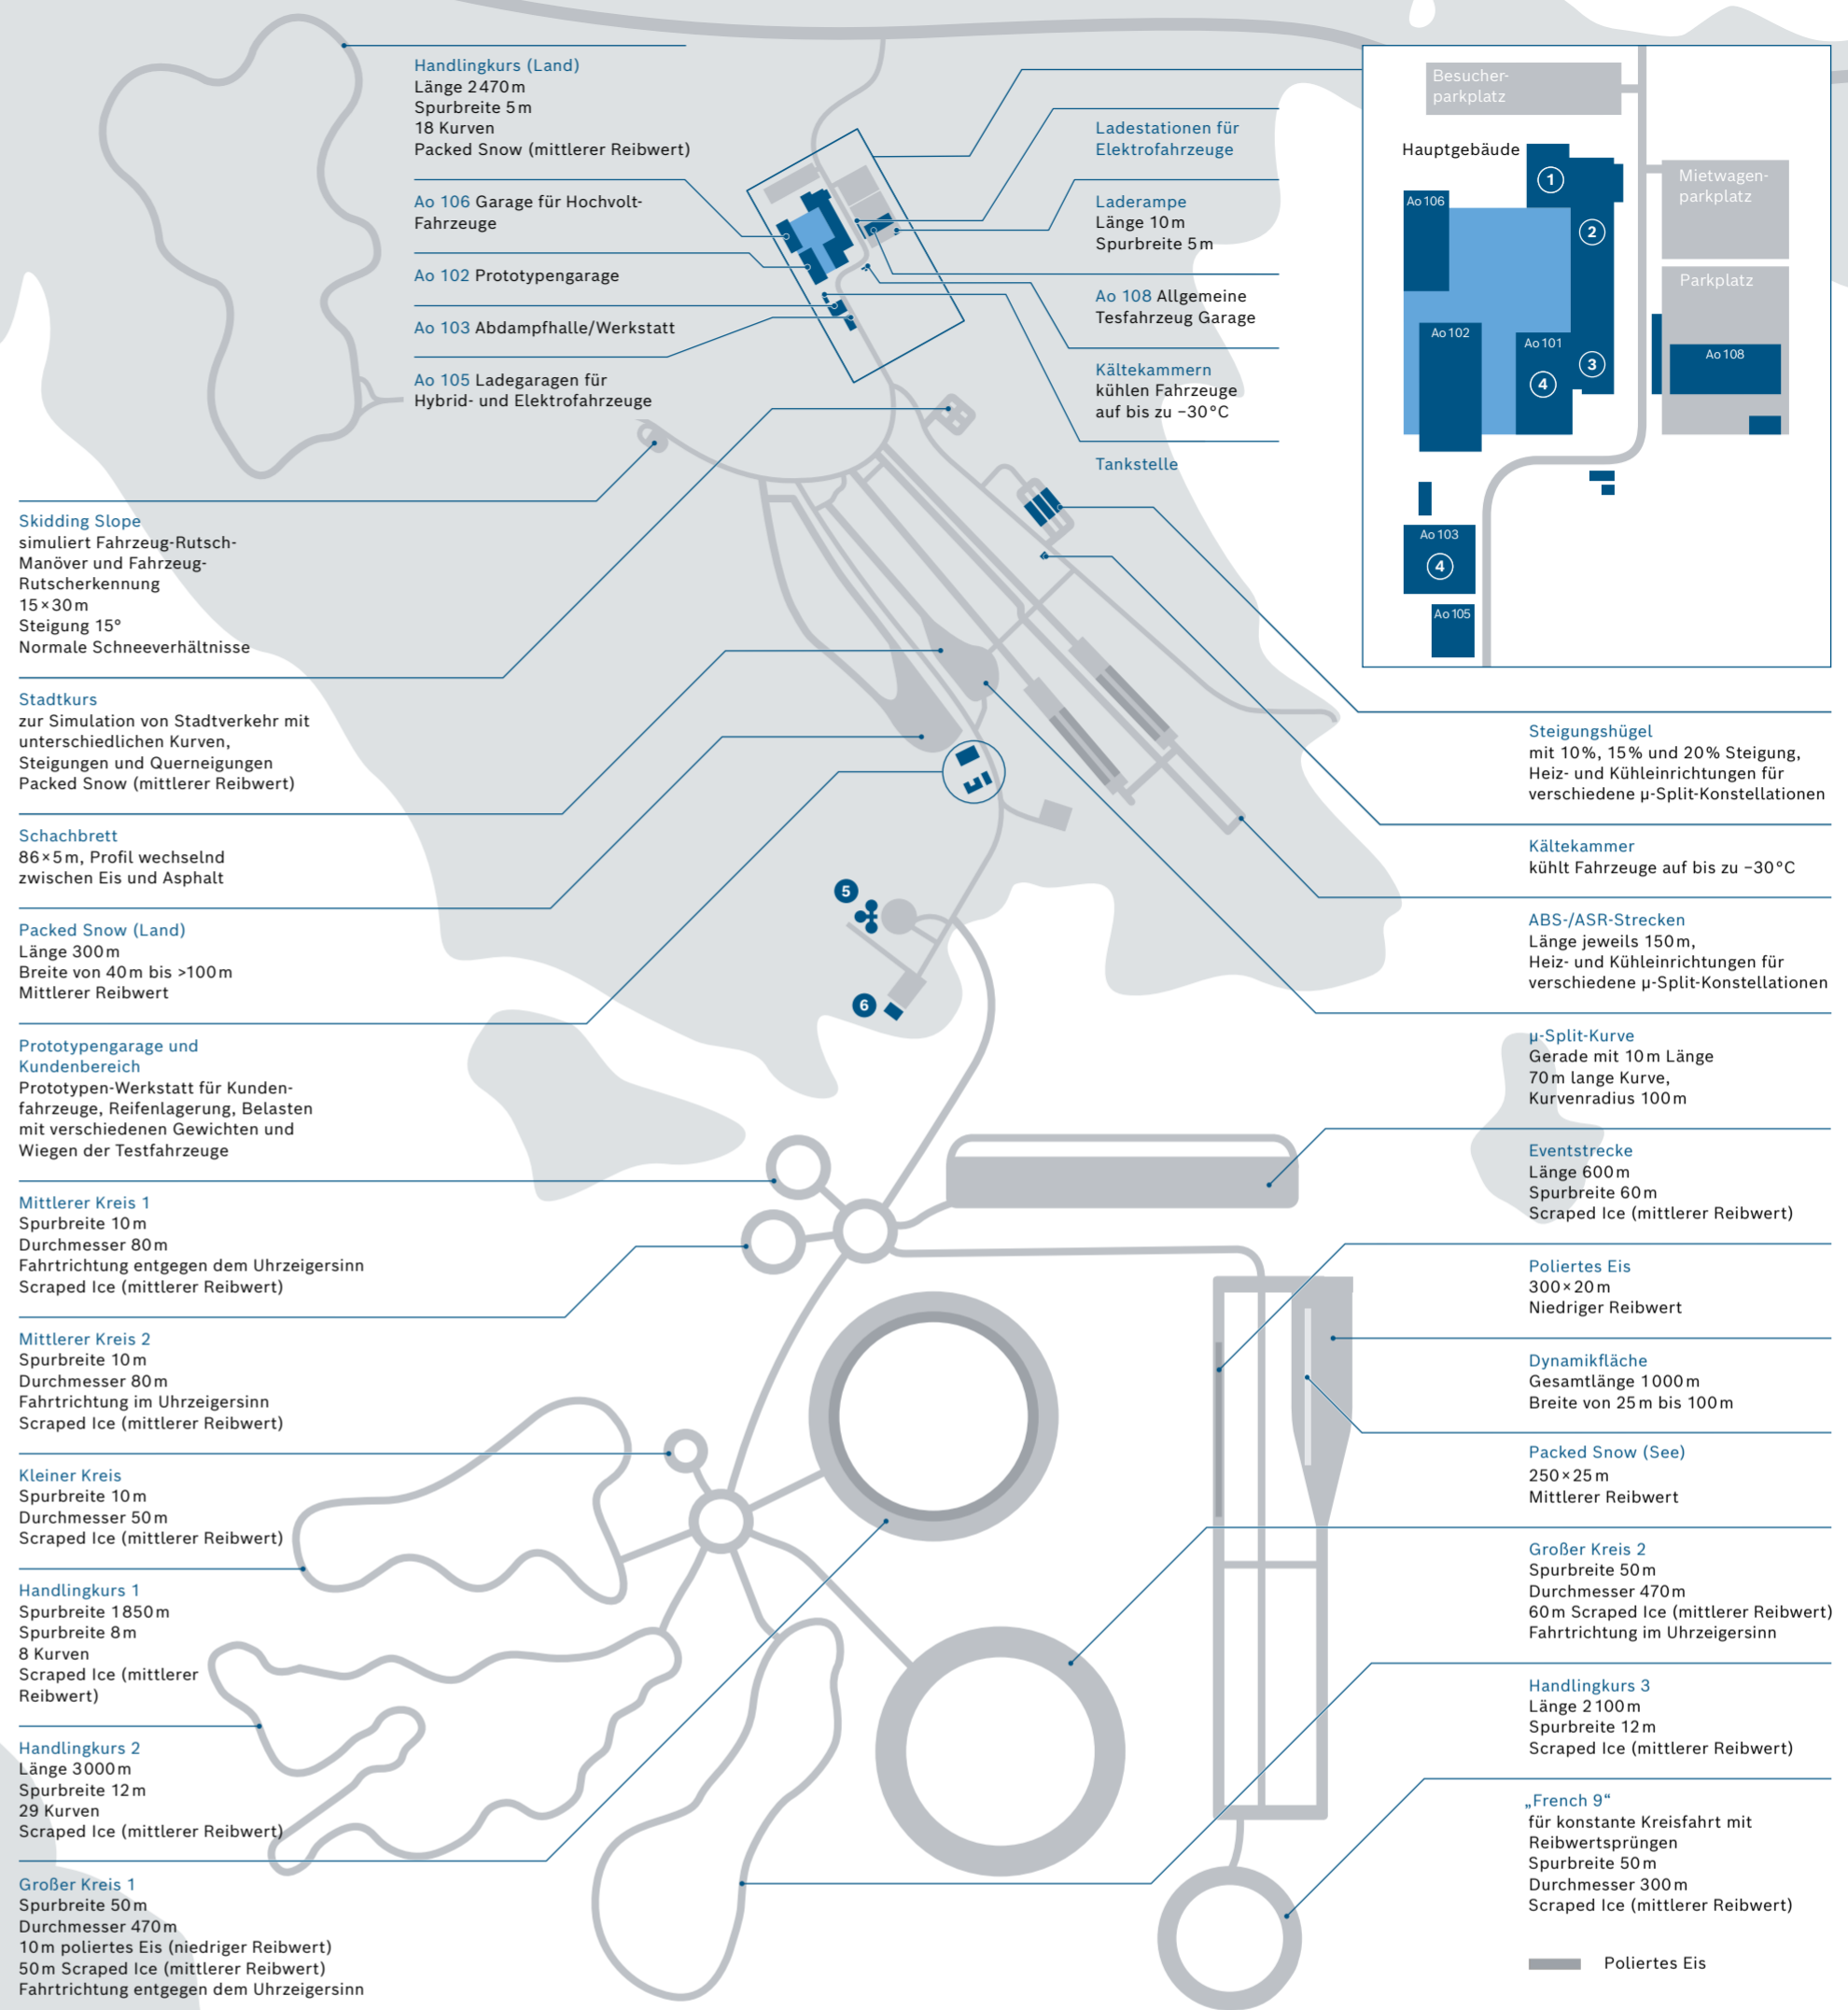 Handlingkurs (Land)
Länge 2470 m
Spurbreite 5 m
18 Kurven
Packed Snow (mittlerer Reibwert)
Ao 106 Garage für Hochvolt-
Fahrzeuge
Ao 102 Prototypengarage
Ao 103 Abdampfhalle/Werkstatt
Ao 105 Ladegaragen für
Hybrid- und Elektrofahrzeuge
Ladestationen für
Elektrofahrzeuge
Laderampe
Länge 10 m
Spurbreite 5 m
Ao 108 Allgemeine
Tesfahrzeug Garage
Kältekammern
kühlen Fahrzeuge
auf bis zu −30 °C
Tankstelle
Besucher-
parkplatz
Hauptgebäude
1
Mietwagen-
parkplatz
Ao 106
2
Parkplatz
Ao 102
Ao 101
Ao 108
3
4
Ao 103
4
Ao 105
Skidding Slope
simuliert Fahrzeug-Rutsch-
Manöver und Fahrzeug-
Rutscherkennung
15 × 30 m
Steigung 15°
Normale Schneeverhältnisse
Stadtkurs
zur Simulation von Stadtverkehr mit
unterschiedlichen Kurven,
Steigungen und Querneigungen
Packed Snow (mittlerer Reibwert)
Schachbrett
86 × 5 m, Profil wechselnd
zwischen Eis und Asphalt
Packed Snow (Land)
Länge 300 m
Breite von 40 m bis >100 m
Mittlerer Reibwert
Prototypengarage und
Kundenbereich
Prototypen-Werkstatt für Kunden-
fahrzeuge, Reifenlagerung, Belasten
mit verschiedenen Gewichten und
Wiegen der Testfahrzeuge
Mittlerer Kreis 1
Spurbreite 10 m
Durchmesser 80 m
Fahrtrichtung entgegen dem Uhrzeigersinn
Scraped Ice (mittlerer Reibwert)
Mittlerer Kreis 2
Spurbreite 10 m
Durchmesser 80 m
Fahrtrichtung im Uhrzeigersinn
Scraped Ice (mittlerer Reibwert)
Kleiner Kreis
Spurbreite 10 m
Durchmesser 50 m
Scraped Ice (mittlerer Reibwert)
Handlingkurs 1
Spurbreite 1850 m
Spurbreite 8 m
8 Kurven
Scraped Ice (mittlerer
Reibwert)
Handlingkurs 2
Länge 3000 m
Spurbreite 12 m
29 Kurven
Scraped Ice (mittlerer Reibwert)
Großer Kreis 1
Spurbreite 50 m
Durchmesser 470 m
10 m poliertes Eis (niedriger Reibwert)
50 m Scraped Ice (mittlerer Reibwert)
Fahrtrichtung entgegen dem Uhrzeigersinn
5
6
Steigungshügel
mit 10 %, 15 % und 20 % Steigung,
Heiz- und Kühleinrichtungen für
verschiedene µ-Split-Konstellationen
Kältekammer
kühlt Fahrzeuge auf bis zu −30 °C
ABS-/ASR-Strecken
Länge jeweils 150 m,
Heiz- und Kühleinrichtungen für
verschiedene µ-Split-Konstellationen
µ-Split-Kurve
Gerade mit 10 m Länge
70 m lange Kurve,
Kurvenradius 100 m
Eventstrecke
Länge 600 m
Spurbreite 60 m
Scraped Ice (mittlerer Reibwert)
Poliertes Eis
300 × 20 m
Niedriger Reibwert
Dynamikfläche
Gesamtlänge 1000 m
Breite von 25 m bis 100 m
Packed Snow (See)
250 × 25 m
Mittlerer Reibwert
Großer Kreis 2
Spurbreite 50 m
Durchmesser 470 m
60 m Scraped Ice (mittlerer Reibwert)
Fahrtrichtung im Uhrzeigersinn
Handlingkurs 3
Länge 2100 m
Spurbreite 12 m
Scraped Ice (mittlerer Reibwert)
„French 9“
für konstante Kreisfahrt mit
Reibwertsprüngen
Spurbreite 50 m
Durchmesser 300 m
Scraped Ice (mittlerer Reibwert)
Poliertes Eis